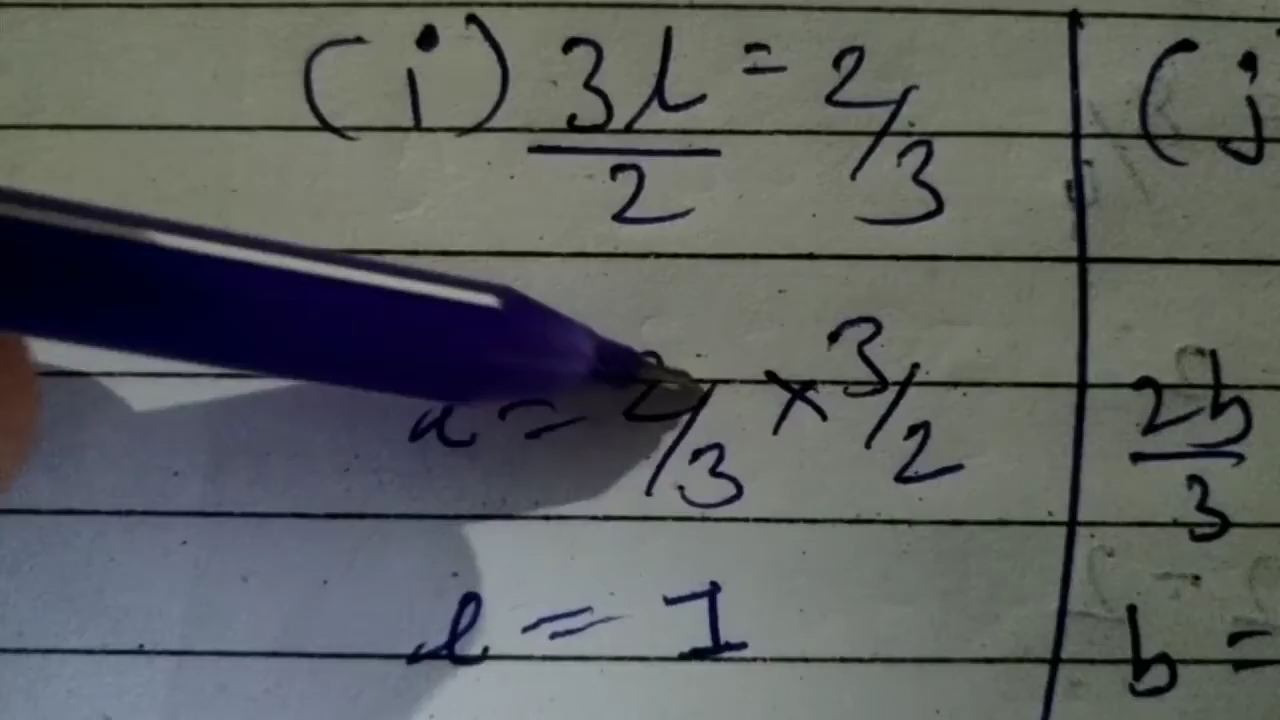 (i) 3l/2 = 2/3
l = 2/3 × 3/2
l = 1
(j
2b/3
b =